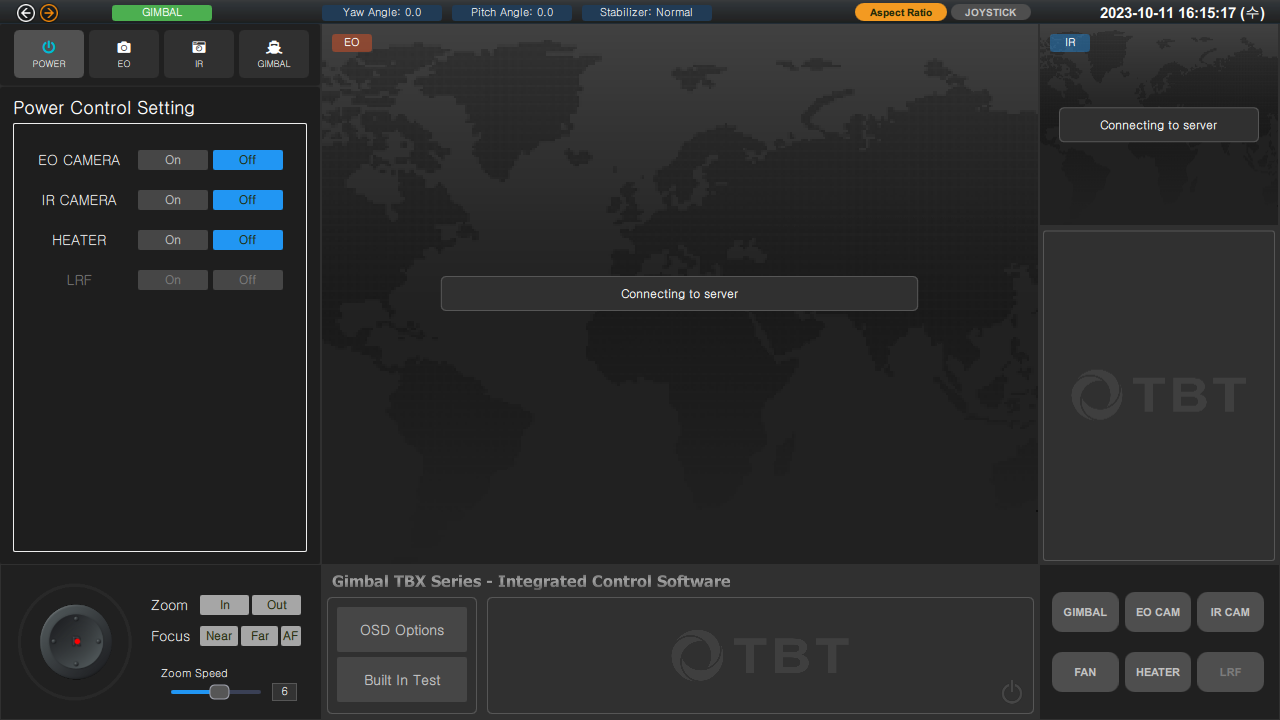 GIMBAL
Yaw Angle: 0.0
Pitch Angle: 0.0
Stabilizer: Normal
Aspect Ratio
JOYSTICK
2023-10-11 16:15:17 (수)
POWER
EO
IR
GIMBAL
Power Control Setting
EO CAMERA On Off
IR CAMERA On Off
HEATER On Off
LRF On Off
EO
Connecting to server
IR
Connecting to server
TBT
Zoom In Out
Focus Near Far AF
Zoom Speed
6
Gimbal TBX Series - Integrated Control Software
OSD Options
Built In Test
TBT
GIMBAL EO CAM IR CAM
FAN HEATER LRF